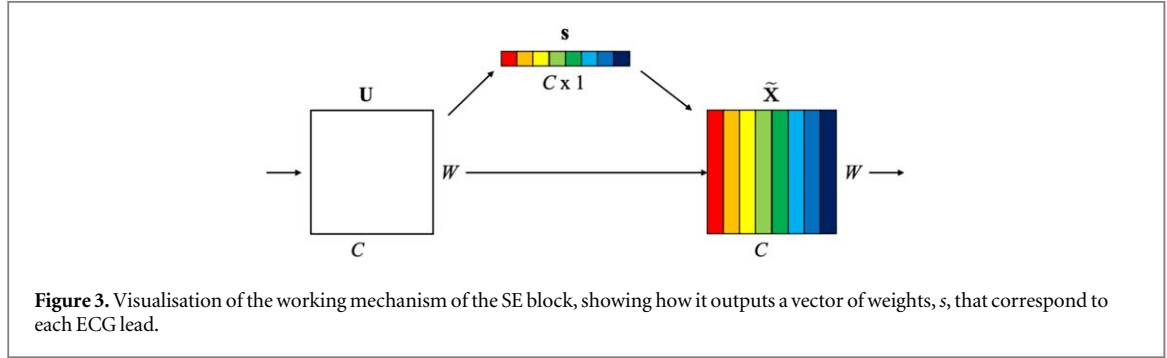 s
C x 1
U
X̃
W
W
C
C
Figure 3. Visualisation of the working mechanism of the SE block, showing how it outputs a vector of weights, s, that correspond to
each ECG lead.